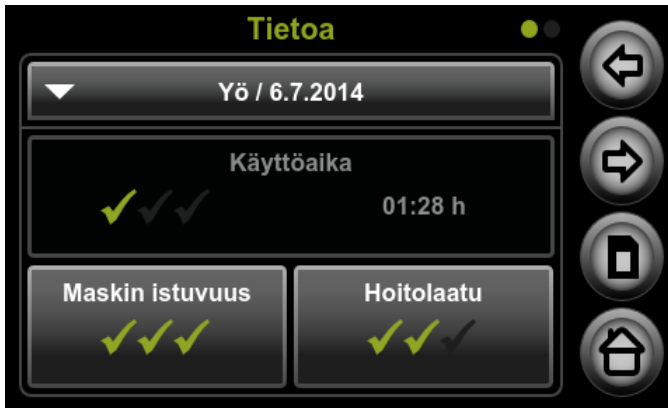 Tietoa
Yö / 6.7.2014
Käyttöaika
01:28 h
Maskin istuvuus
Hoitolaatu